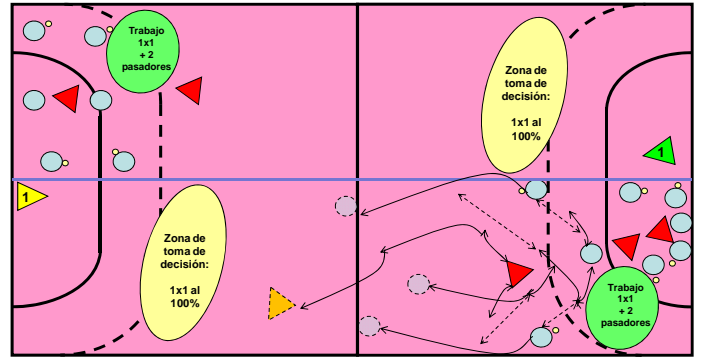 Trabajo
1x1
+ 2
pasadores
Zona de
toma de
decisión:
1x1 al
100%
1
1
Zona de
toma de
decisión:
1x1 al
100%
Trabajo
1x1
+ 2
pasadores